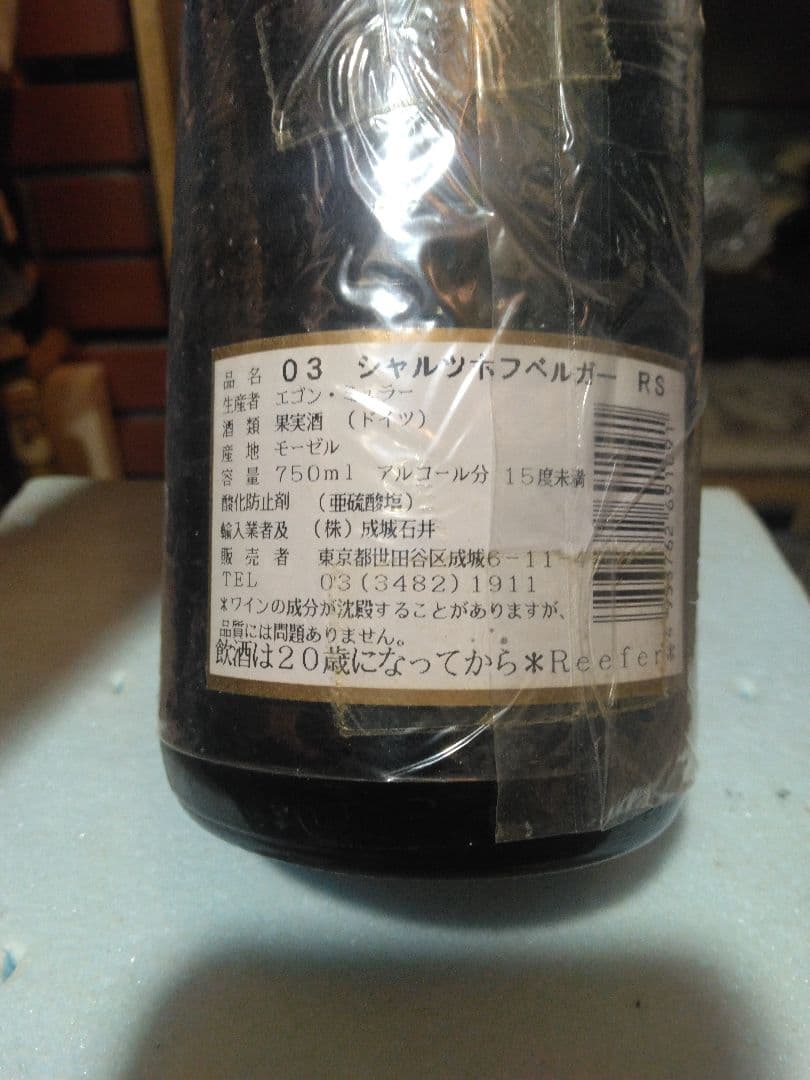 品名 03 シャルツホフベルガー RS
生産者 エゴン・ミュラー
酒類 果実酒 （ドイツ）
産地 モーゼル
容量 750ml アルコール分 15度未満
酸化防止剤 （亜硫酸塩）
輸入業者及 （株）成城石井
販売者 東京都世田谷区成城6-11-4
TEL 03(3482)1911
＊ワインの成分が沈殿することがありますが、
品質には問題ありません。
飲酒は20歳になってから＊Reefer＊